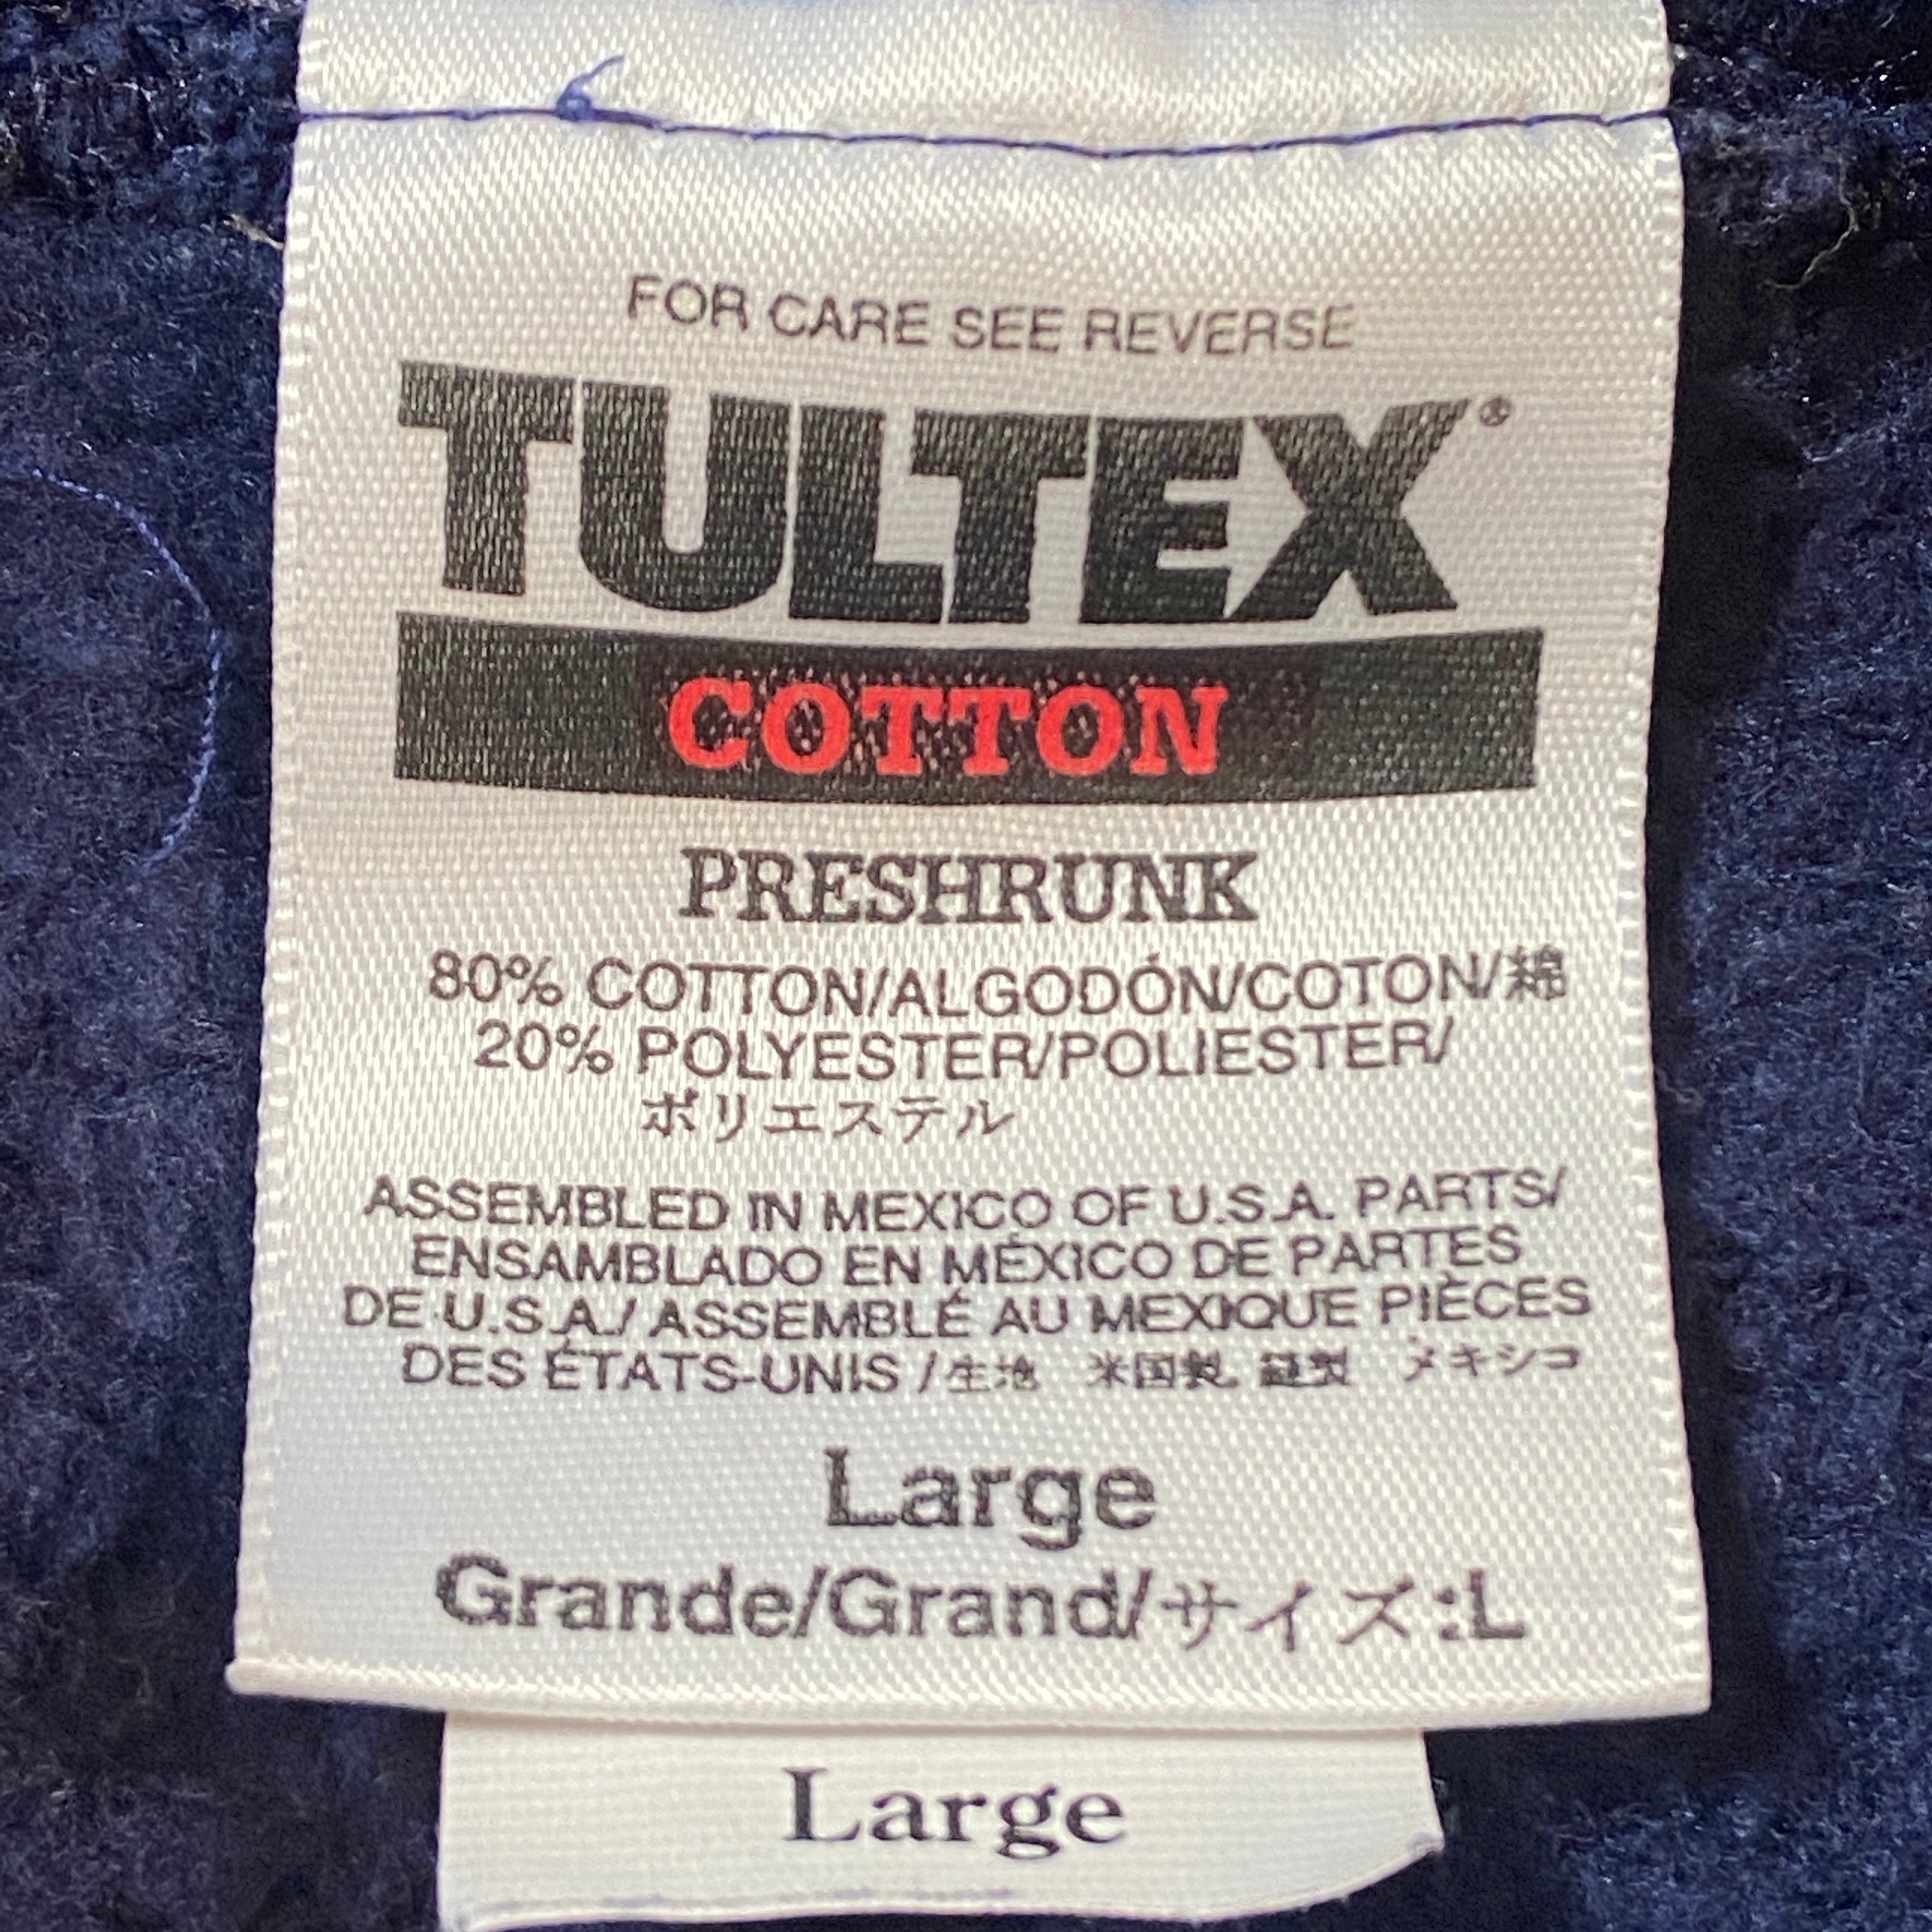 FOR CARE SEE REVERSE
TULTEX®
COTTON
PRESHRUNK
80% COTTON/ALGODÓN/COTON/綿
20% POLYESTER/POLIESTER/
ポリエステル
ASSEMBLED IN MEXICO OF U.S.A. PARTS/
ENSAMBLADO EN MÉXICO DE PARTES
DE U.S.A./ ASSEMBLÉ AU MEXIQUE PIÈCES
DES ÉTATS-UNIS /生地 米国製 縫製 メキシコ
Large
Grande/Grand/サイズ:L
Large